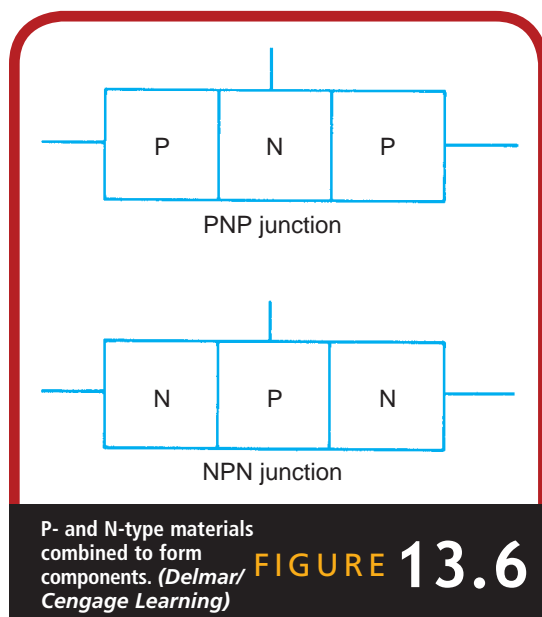 P N P
PNP junction
N P N
NPN junction
P- and N-type materials
combined to form
components. (Delmar/
Cengage Learning)
FIGURE 13.6